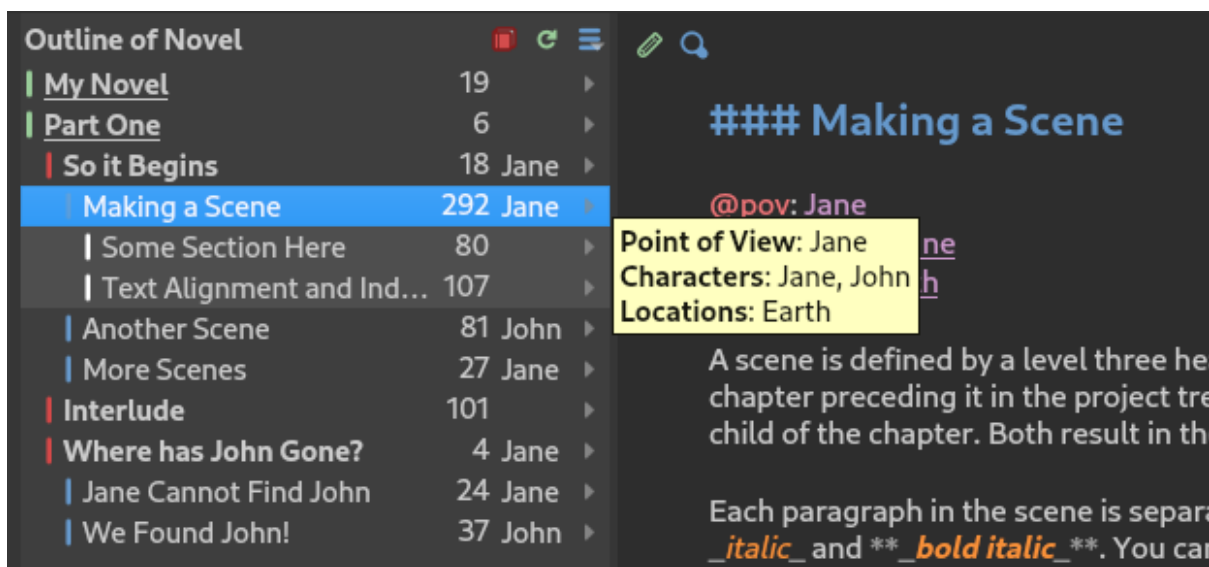 Outline of Novel
My Novel 19
Part One 6
So it Begins 18 Jane
Making a Scene 292 Jane
Some Section Here 80
Text Alignment and Ind... 107
Another Scene 81 John
More Scenes 27 Jane
Interlude 101
Where has John Gone? 4 Jane
Jane Cannot Find John 24 Jane
We Found John! 37 John
### Making a Scene
@pov: Jane
Point of View: Jane
Characters: Jane, John
Locations: Earth
ne
h
A scene is defined by a level three he
chapter preceding it in the project tre
child of the chapter. Both result in th
Each paragraph in the scene is separa
_italic_ and **_bold italic_**. You can